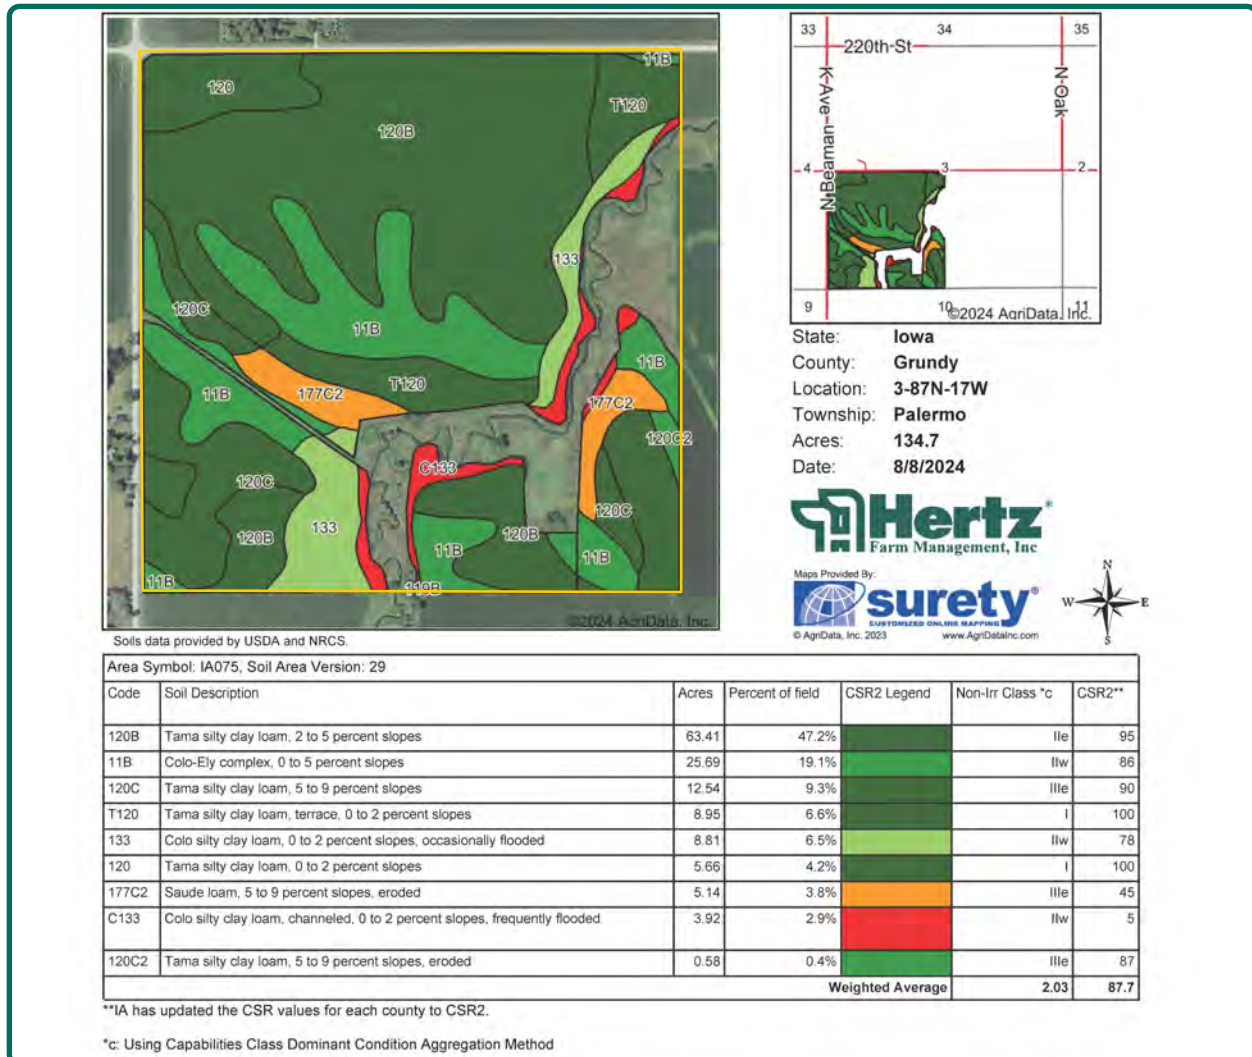 120
11B
T120
120B
133
120C
11B
11B
11B
T120
177C2
177C2
120C2
C133
120C
120C
133
120B
120B
11B
11B
11B
119B
©2024 AgriData, Inc.
33 34 35
220th St
K Ave
N Beaman
N Oak
4 3 2
9 10 11
©2024 AgriData, Inc.
State: Iowa
County: Grundy
Location: 3-87N-17W
Township: Palermo
Acres: 134.7
Date: 8/8/2024
Hertz®
Farm Management, Inc
Maps Provided By:
surety®
CUSTOMIZED ONLINE MAPPING
© AgriData, Inc. 2023 www.AgriDataInc.com
N
W E
S
Soils data provided by USDA and NRCS.
Area Symbol: IA075, Soil Area Version: 29
Code Soil Description Acres Percent of field CSR2 Legend Non-Irr Class *c CSR2**
120B Tama silty clay loam, 2 to 5 percent slopes 63.41 47.2% IIe 95
11B Colo-Ely complex, 0 to 5 percent slopes 25.69 19.1% IIw 86
120C Tama silty clay loam, 5 to 9 percent slopes 12.54 9.3% IIIe 90
T120 Tama silty clay loam, terrace, 0 to 2 percent slopes 8.95 6.6% I 100
133 Colo silty clay loam, 0 to 2 percent slopes, occasionally flooded 8.81 6.5% IIw 78
120 Tama silty clay loam, 0 to 2 percent slopes 5.66 4.2% I 100
177C2 Saude loam, 5 to 9 percent slopes, eroded 5.14 3.8% IIIe 45
C133 Colo silty clay loam, channeled, 0 to 2 percent slopes, frequently flooded 3.92 2.9% IIw 5
120C2 Tama silty clay loam, 5 to 9 percent slopes, eroded 0.58 0.4% IIIe 87
Weighted Average 2.03 87.7
**IA has updated the CSR values for each county to CSR2.
*c: Using Capabilities Class Dominant Condition Aggregation Method